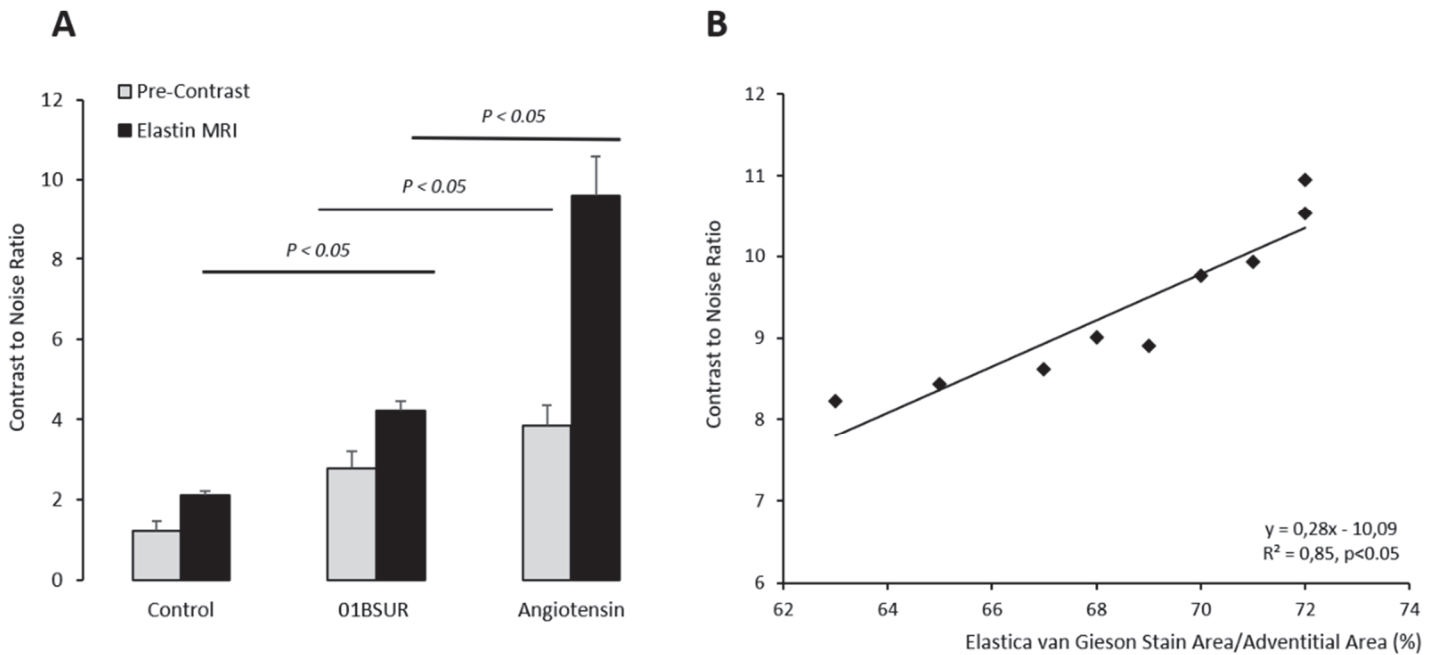 A
Pre-Contrast
Elastin MRI
12
10
8
6
4
2
0
Contrast to Noise Ratio
P < 0.05
P < 0.05
P < 0.05
Control
01BSUR
Angiotensin
B
12
11
10
9
8
7
6
Contrast to Noise Ratio
y = 0,28x - 10,09
R² = 0,85, p<0.05
62
64
66
68
70
72
74
Elastica van Gieson Stain Area/Adventitial Area (%)